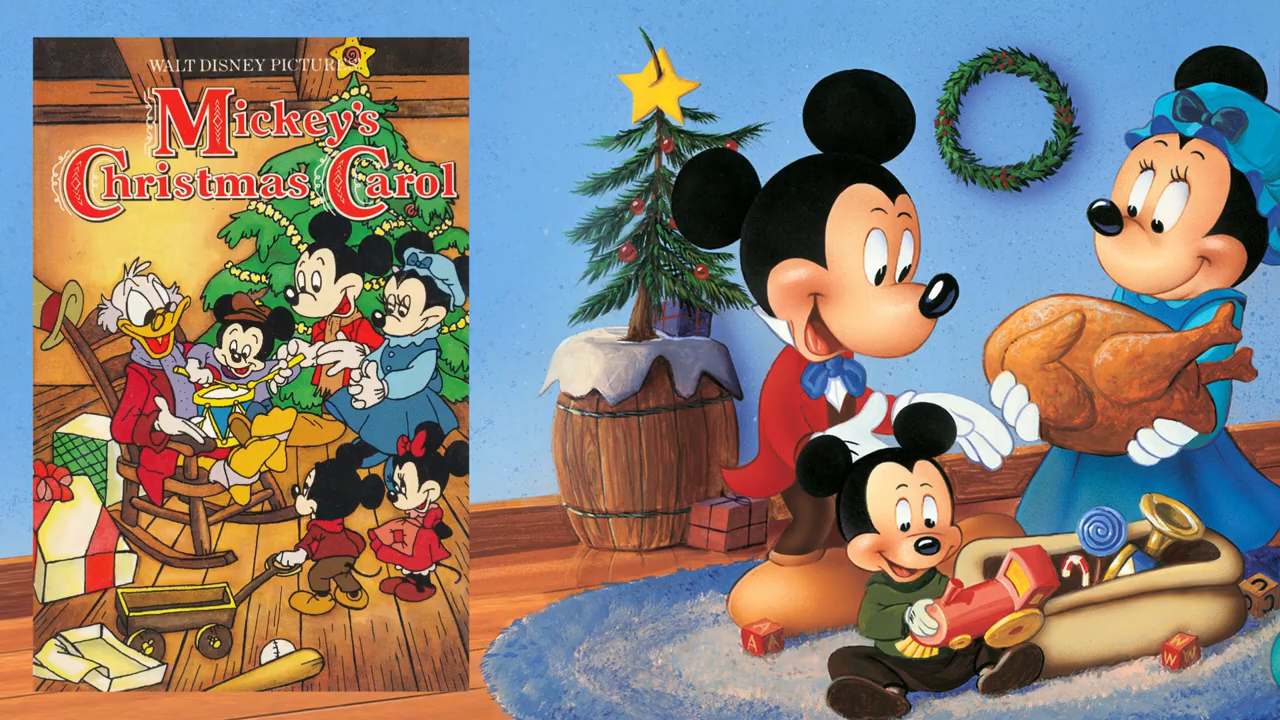 WALT DISNEY PICTURES
Mickey's
Christmas Carol
A A
W W